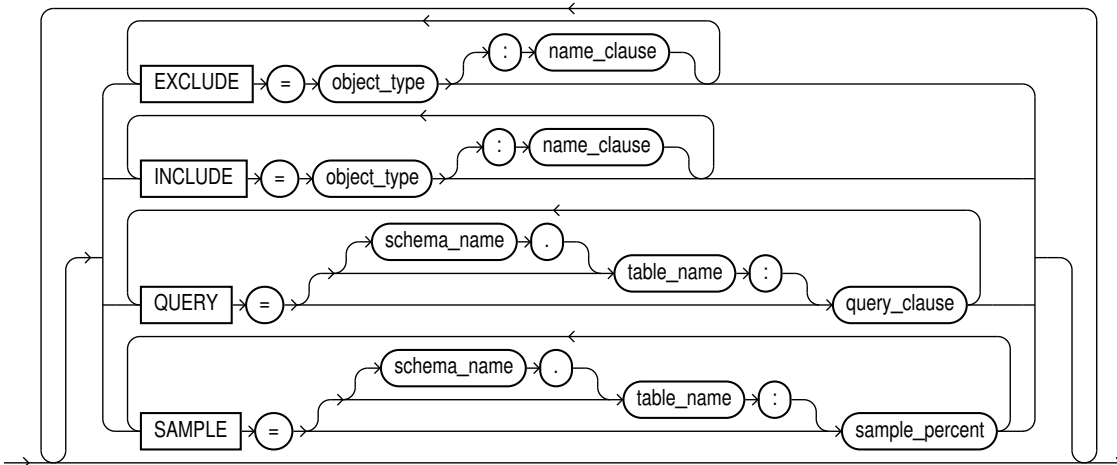 : name_clause
EXCLUDE = object_type
: name_clause
INCLUDE = object_type
schema_name .
table_name :
QUERY = query_clause
schema_name .
table_name :
SAMPLE = sample_percent